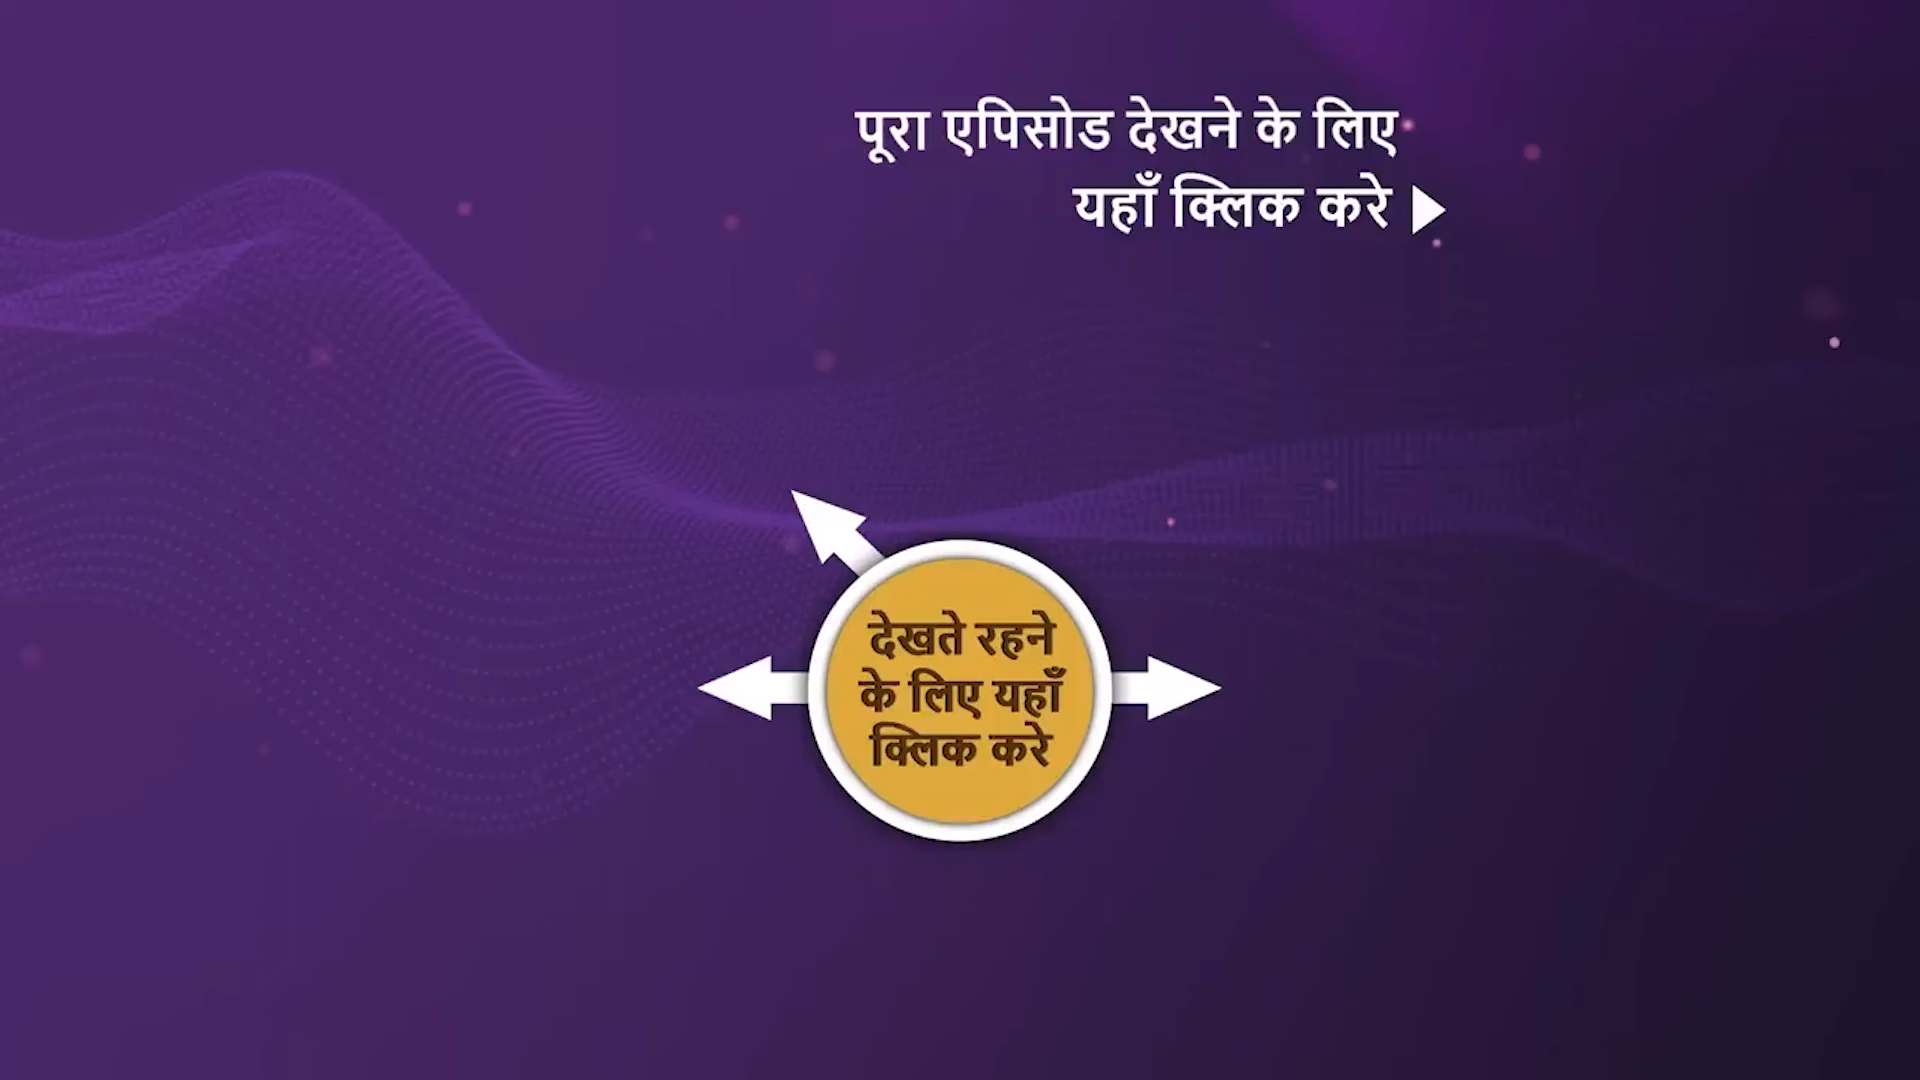 पूरा एपिसोड देखने के लिए
यहाँ क्लिक करे
देखते रहने
के लिए यहाँ
क्लिक करे